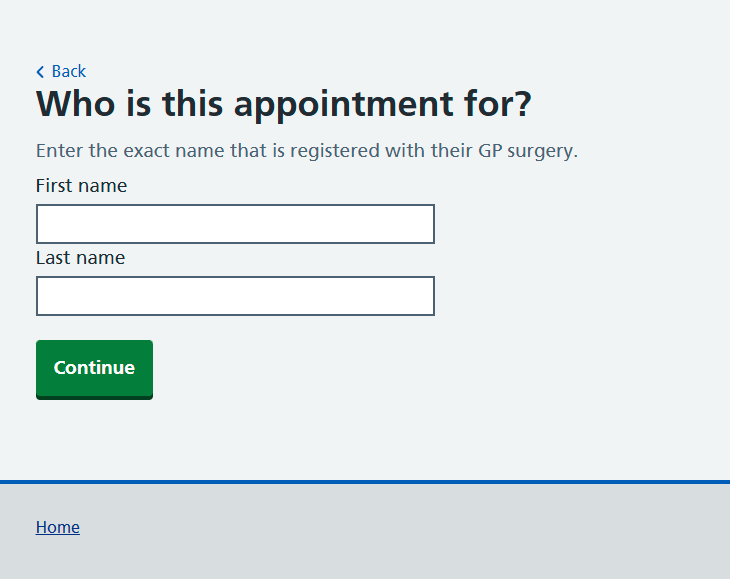 Back
Who is this appointment for?
Enter the exact name that is registered with their GP surgery.
First name
Last name
Continue
Home